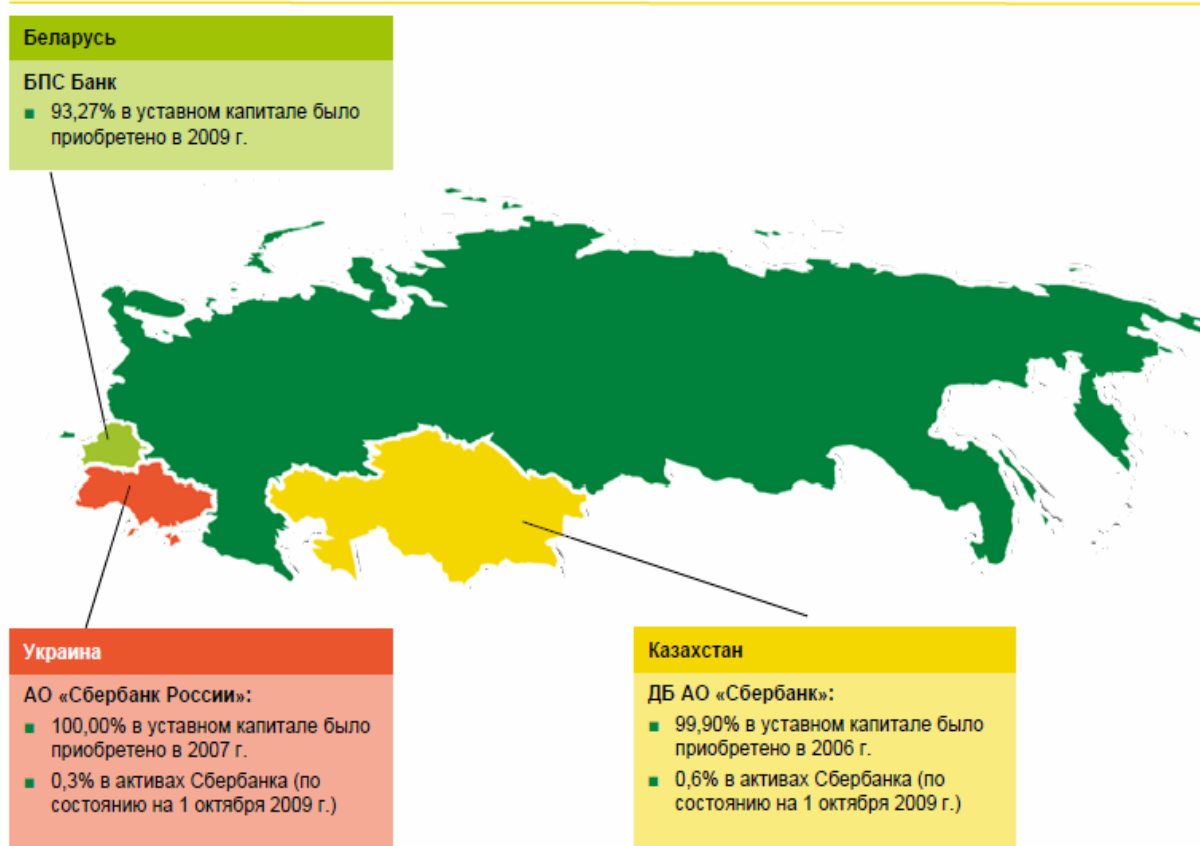 Беларусь
БПС Банк
▪ 93,27% в уставном капитале было
приобретено в 2009 г.
Украина
АО «Сбербанк России»:
▪ 100,00% в уставном капитале было
приобретено в 2007 г.
▪ 0,3% в активах Сбербанка (по
состоянию на 1 октября 2009 г.)
Казахстан
ДБ АО «Сбербанк»:
▪ 99,90% в уставном капитале было
приобретено в 2006 г.
▪ 0,6% в активах Сбербанка (по
состоянию на 1 октября 2009 г.)